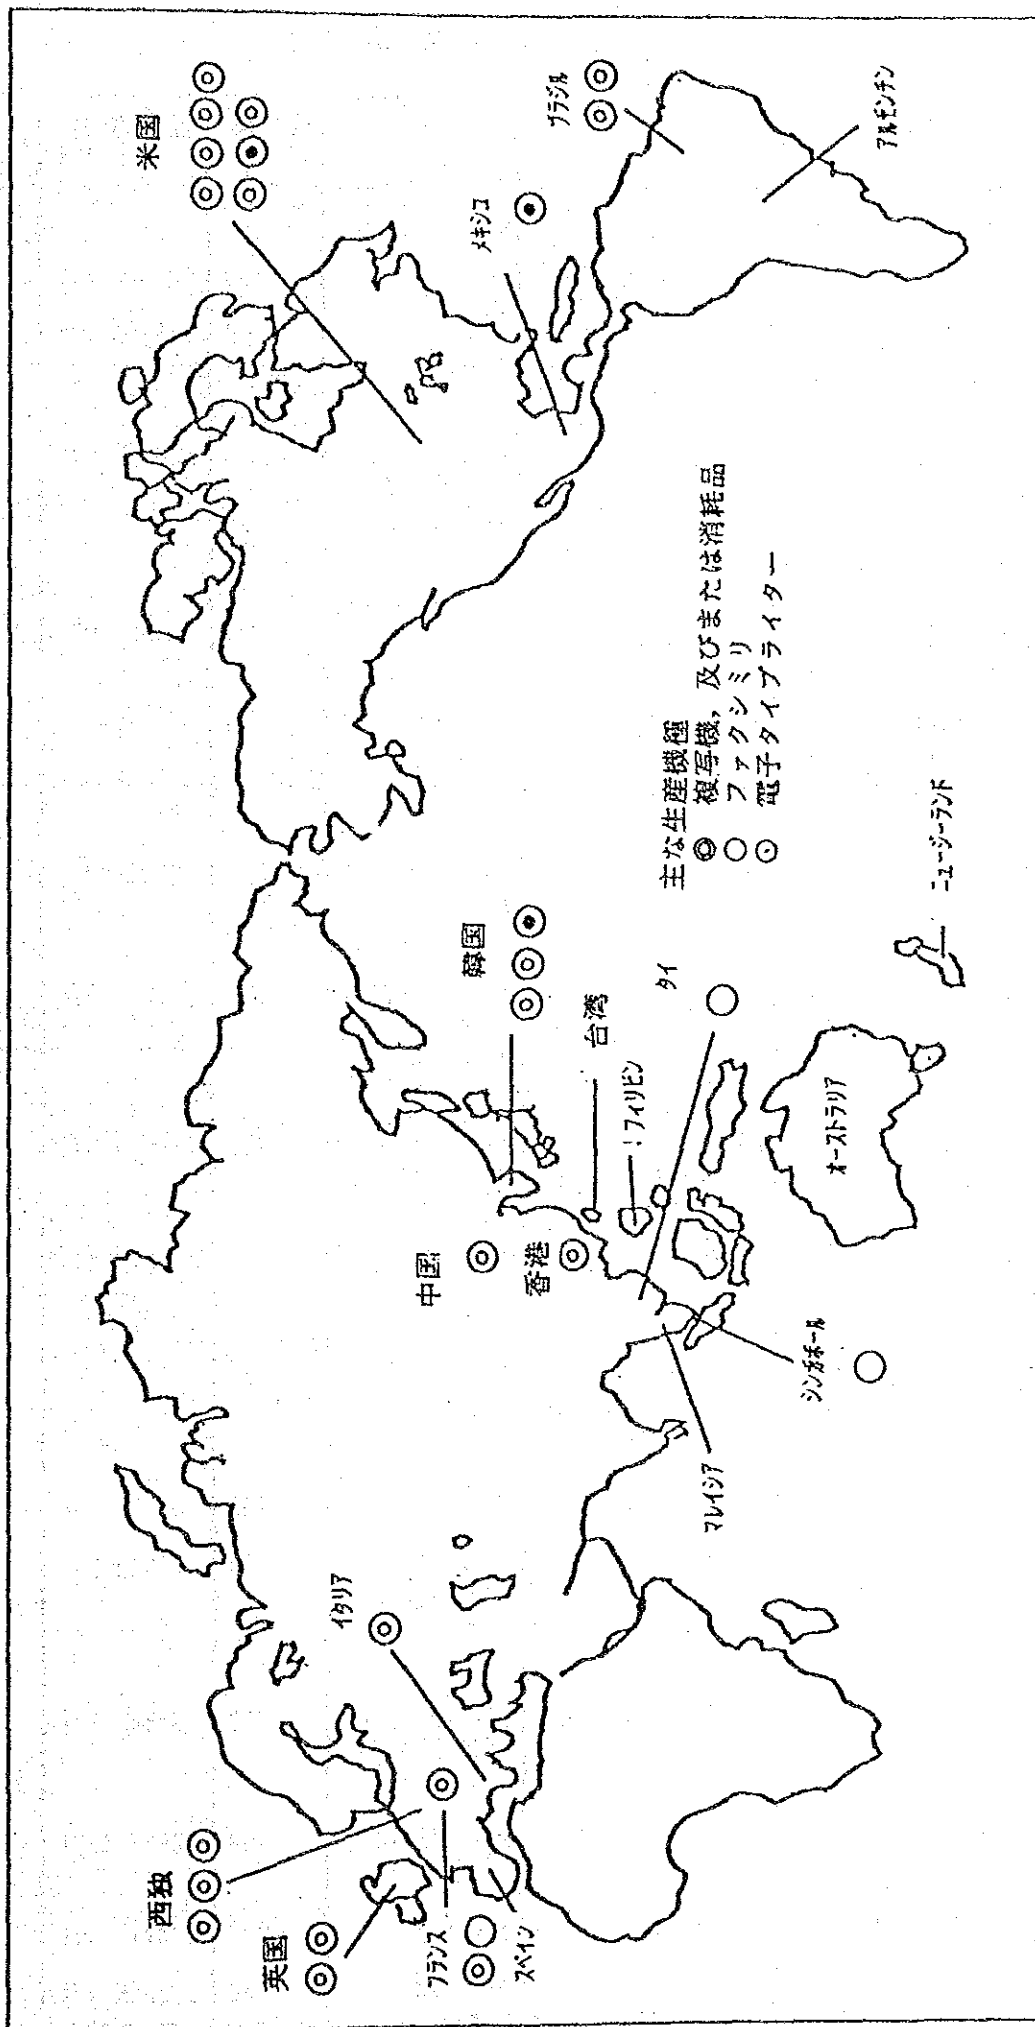 米国
ブラジル
メキシコ
アルゼンチン
主な生産機種
◎ 複写機，及びまたは消耗品
○ ファクシミリ
⊙ 電子タイプライター
韓国
台湾
タイ
フィリピン
ニュージーランド
オーストラリア
中国
香港
シンガポール
マレイシア
イタリア
西独
英国
フランス
スペイン